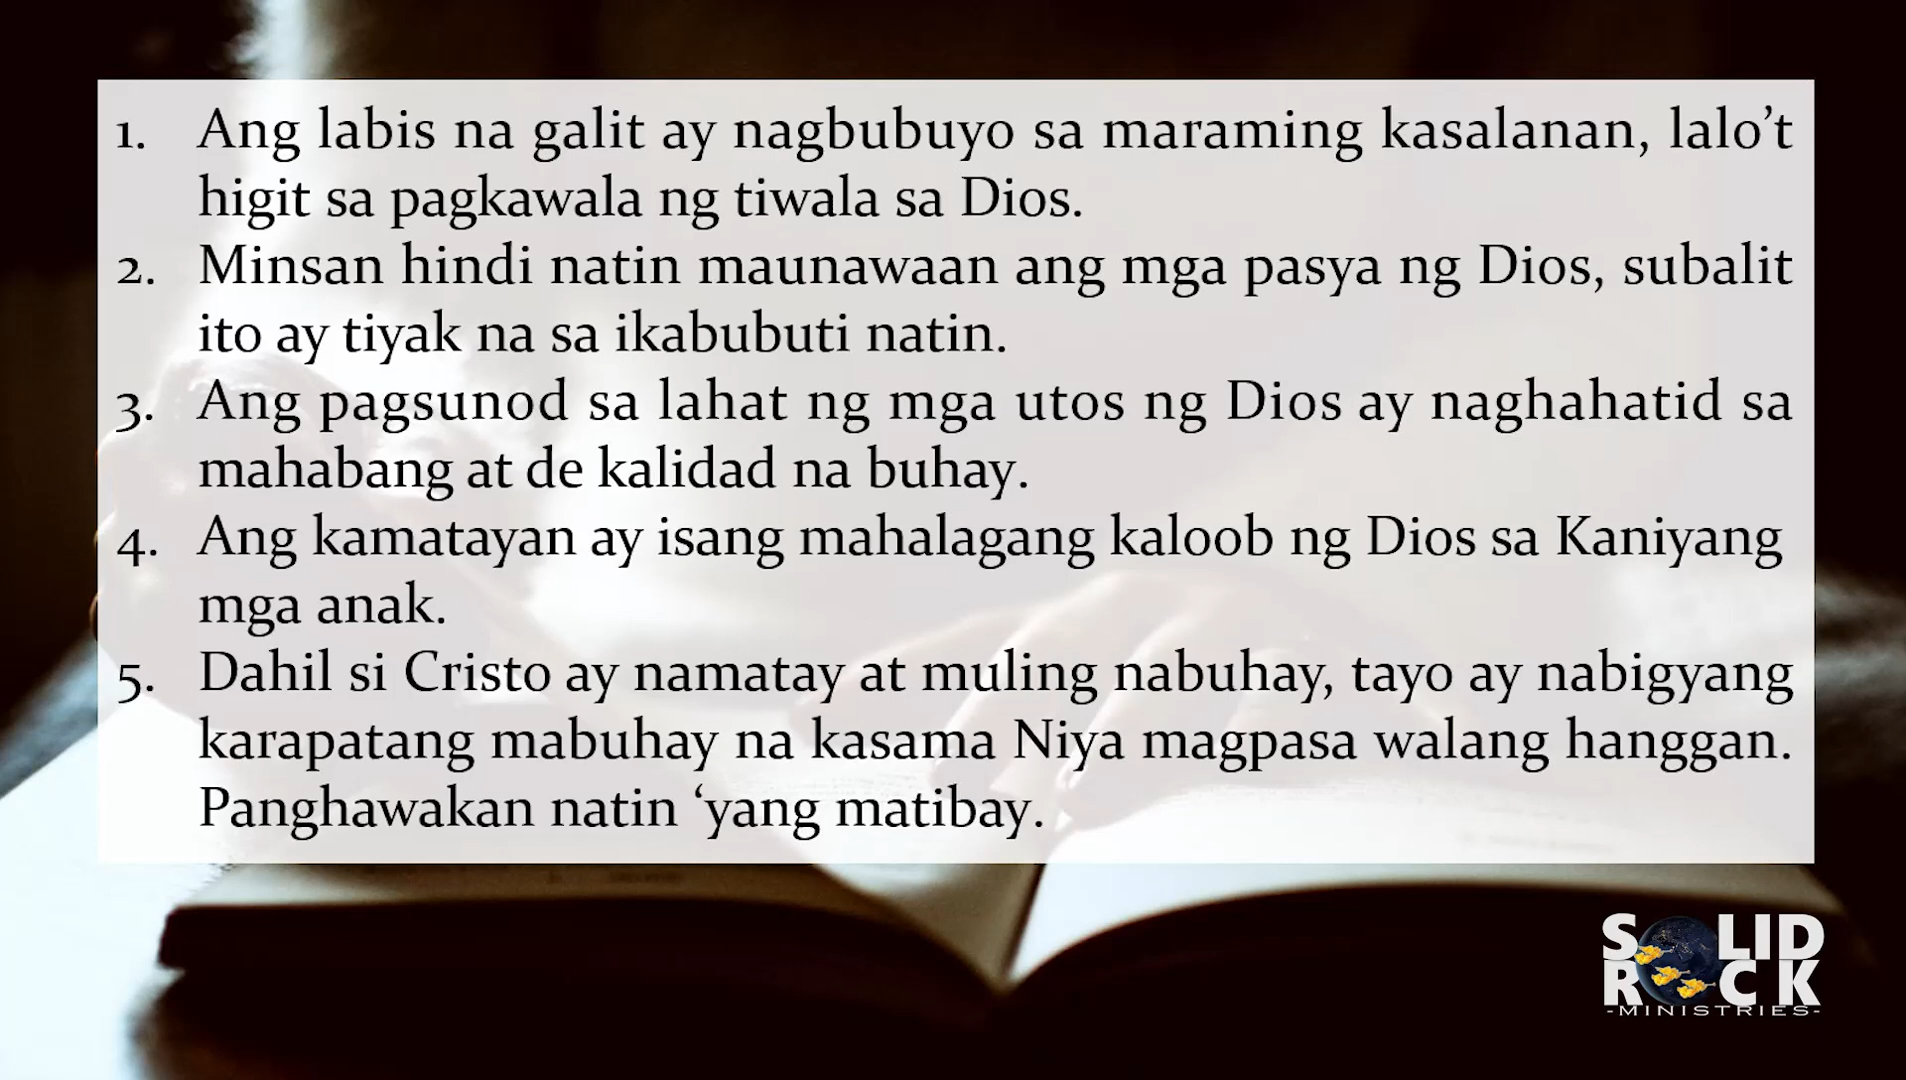 1. Ang labis na galit ay nagbubuyo sa maraming kasalanan, lalo’t
higit sa pagkawala ng tiwala sa Dios.
2. Minsan hindi natin maunawaan ang mga pasya ng Dios, subalit
ito ay tiyak na sa ikabubuti natin.
3. Ang pagsunod sa lahat ng mga utos ng Dios ay naghahatid sa
mahabang at de kalidad na buhay.
4. Ang kamatayan ay isang mahalagang kaloob ng Dios sa Kaniyang
mga anak.
5. Dahil si Cristo ay namatay at muling nabuhay, tayo ay nabigyang
karapatang mabuhay na kasama Niya magpasa walang hanggan.
Panghawakan natin ‘yang matibay.
SOLID
ROCK
-MINISTRIES-